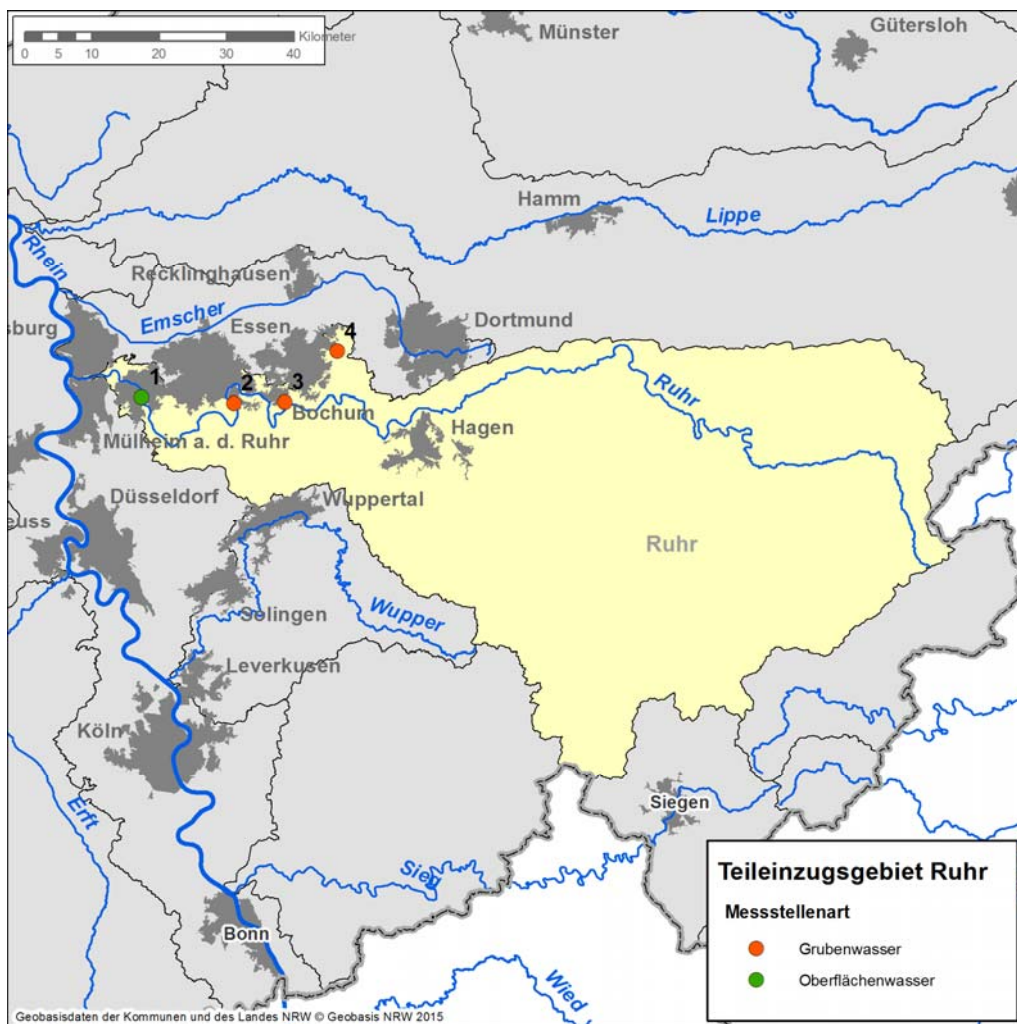 Kilometer
0 5 10 20 30 40
Münster
Gütersloh
Hamm
Lippe
Rhein
Recklinghausen
Emscher
Essen
sburg
4
Dortmund
1
2
3
Bochum
Ruhr
Hagen
Mülheim a. d. Ruhr
Düsseldorf
Wuppertal
euss
Ruhr
Solingen
Wupper
Leverkusen
Köln
Erft
Siegen
Sieg
Bonn
Wied
Teileinzugsgebiet Ruhr
Messstellenart
Grubenwasser
Oberflächenwasser
Geobasisdaten der Kommunen und des Landes NRW © Geobasis NRW 2015